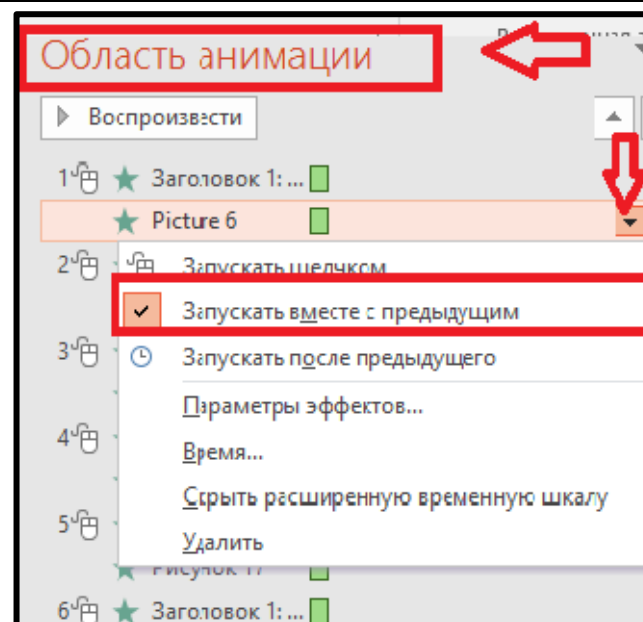 Область анимации
Воспроизвести
1 Заголовок 1: ...
Picture 6
2 Запускать щелчком
Запускать вместе с предыдущим
3 Запускать после предыдущего
Параметры эффектов...
4
Время...
Скрыть расширенную временную шкалу
5
Удалить
Рисунок 17
6 Заголовок 1: ...